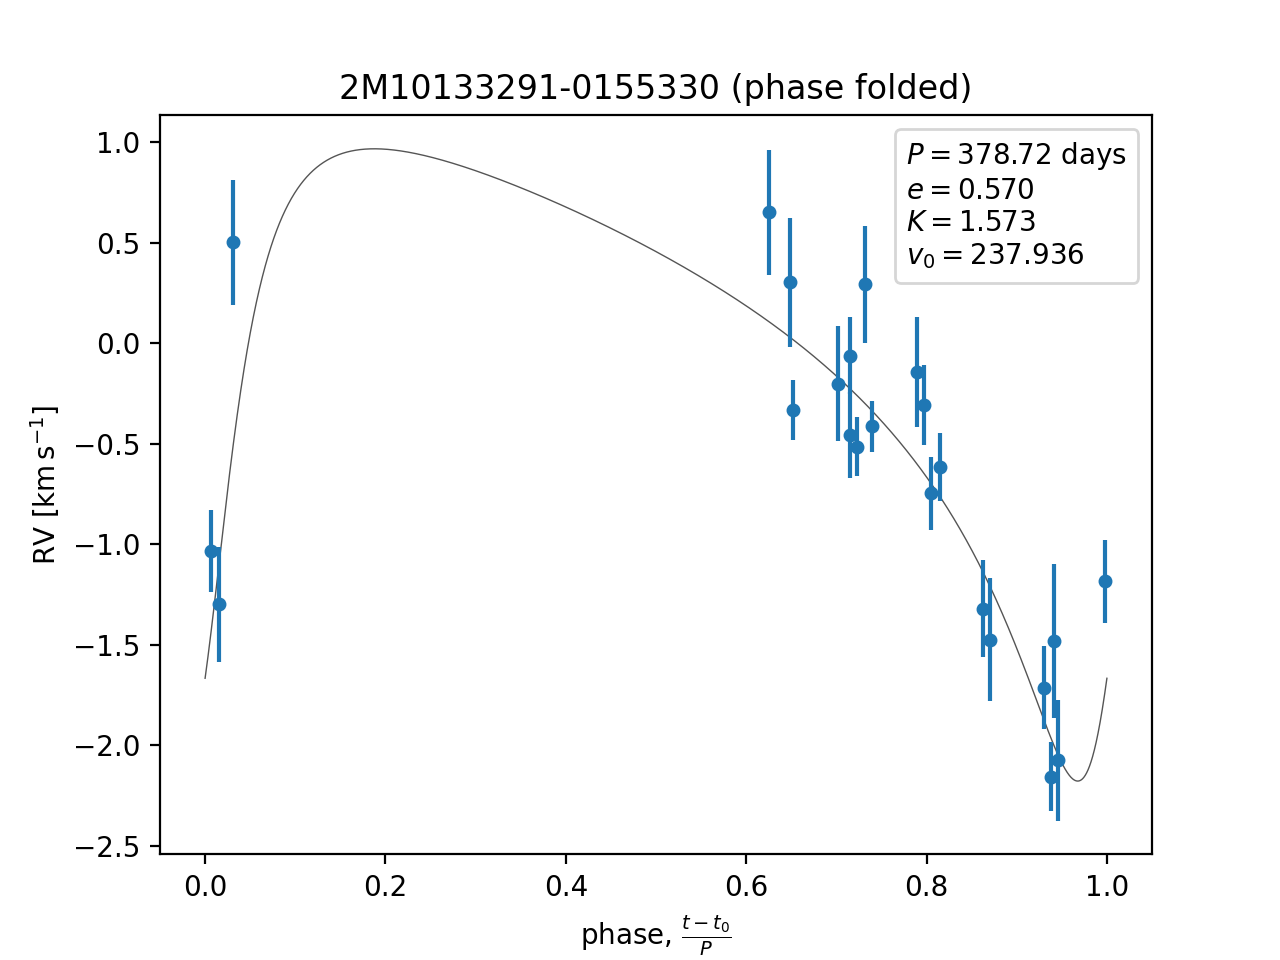 2M10133291-0155330 (phase folded)
P = 378.72 days
e = 0.570
K = 1.573
v₀ = 237.936
RV [km s⁻¹]
1.0
0.5
0.0
−0.5
−1.0
−1.5
−2.0
−2.5
0.0 0.2 0.4 0.6 0.8 1.0
phase, (t − t₀)/P